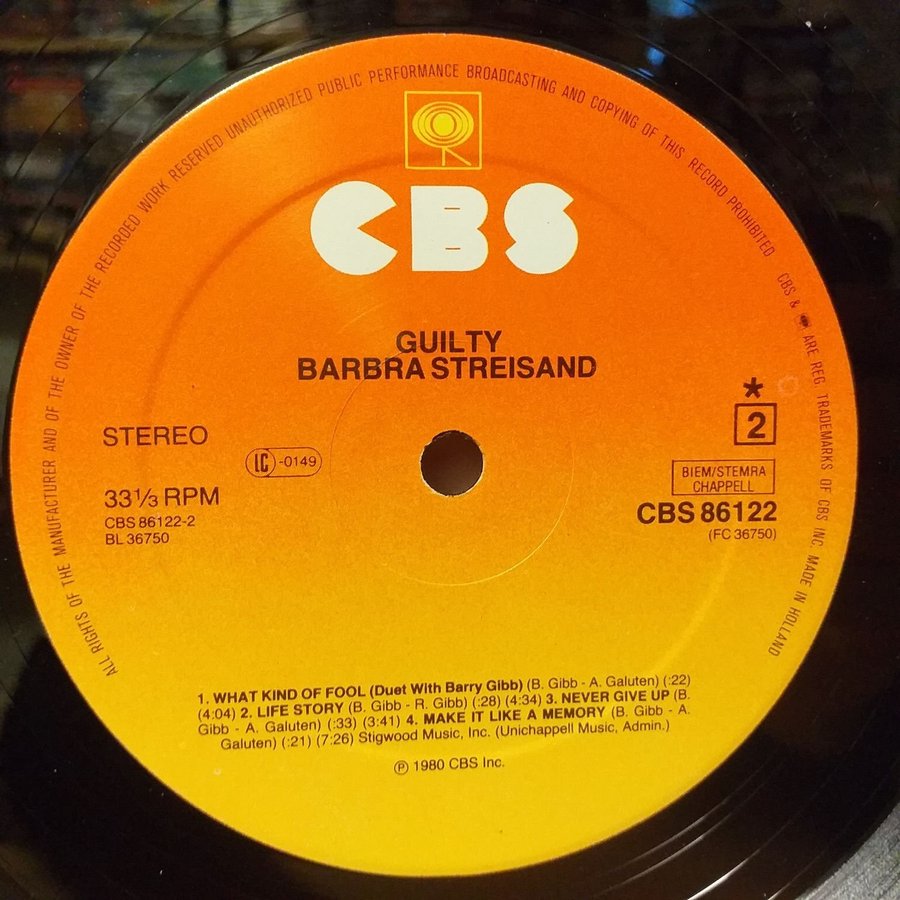 ALL RIGHTS OF THE MANUFACTURER AND OF THE OWNER OF THE RECORDED WORK RESERVED UNAUTHORIZED PUBLIC PERFORMANCE BROADCASTING AND COPYING OF THIS RECORD PROHIBITED
CBS & ARE REG. TRADEMARKS OF CBS INC. MADE IN HOLLAND
CBS
GUILTY
BARBRA STREISAND
STEREO
LC -0149
33 1/3 RPM
CBS 86122-2
BL 36750
*
2
BIEM/STEMRA
CHAPPELL
CBS 86122
(FC 36750)
1. WHAT KIND OF FOOL (Duet With Barry Gibb) (B. Gibb - A. Galuten) (:22)
(4:04) 2. LIFE STORY (B. Gibb - R. Gibb) (:28) (4:34) 3. NEVER GIVE UP (B.
Gibb - A. Galuten) (:33) (3:41) 4. MAKE IT LIKE A MEMORY (B. Gibb - A.
Galuten) (:21) (7:26) Stigwood Music, Inc. (Unichappell Music, Admin.)
℗ 1980 CBS Inc.